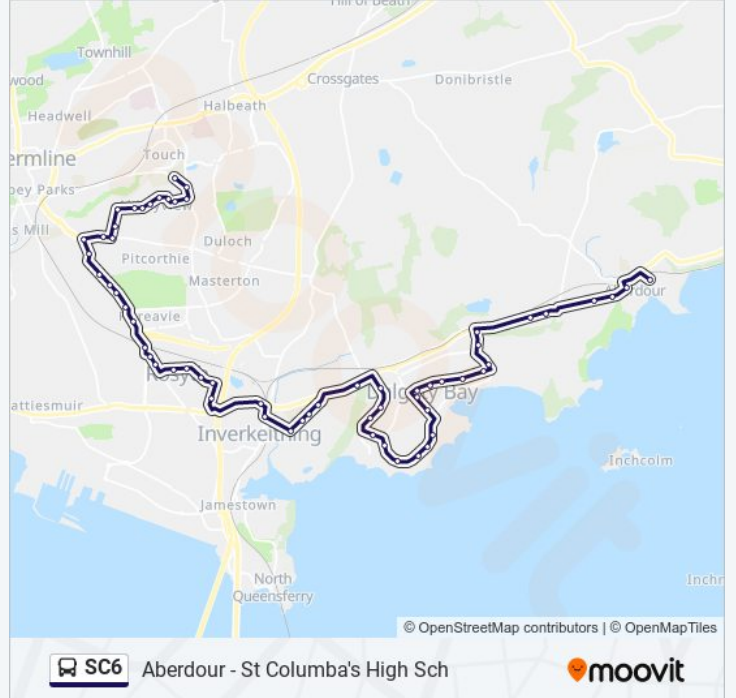 Hill of Beath
Townhill
wood
Crossgates
Donibristle
Halbeath
Headwell
Touch
ermline
bey Parks
s Mill
Duloch
Pitcorthie
Masterton
Aberdour
Rosyth
Dalgety Bay
attiesmuir
Inverkeithing
Inchcolm
Jamestown
North
Queensferry
Inchr
© OpenStreetMap contributors | © OpenMapTiles
SC6 Aberdour - St Columba's High Sch
moovit